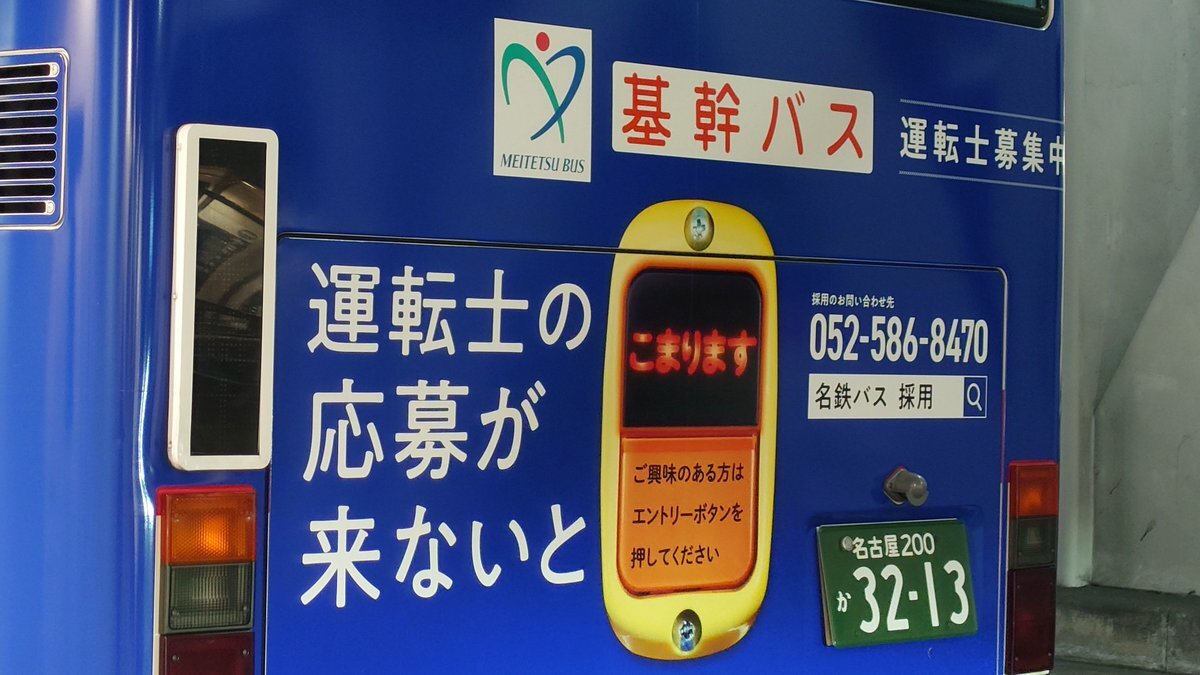 MEITETSU BUS
基幹バス
運転士募集中
運転士の
応募が
来ないと
こまります
ご興味のある方は
エントリーボタンを
押してください
採用のお問い合わせ先
052-586-8470
名鉄バス 採用
名古屋 200
か 32-13